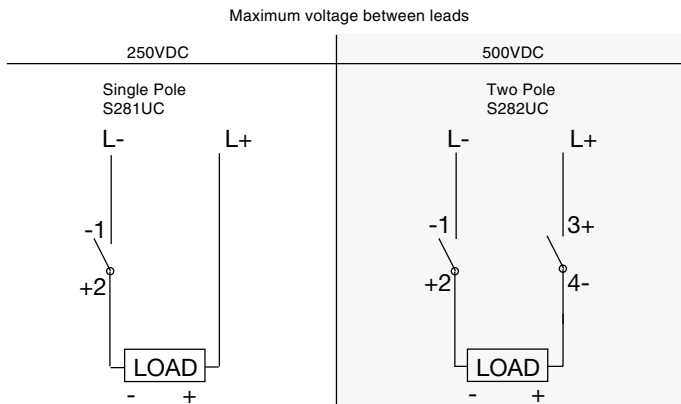 Maximum voltage between leads
250VDC
500VDC
Single Pole
S281UC
L-
L+
-1
+2
LOAD
- +
Two Pole
S282UC
L-
L+
-1
3+
+2
4-
LOAD
- +